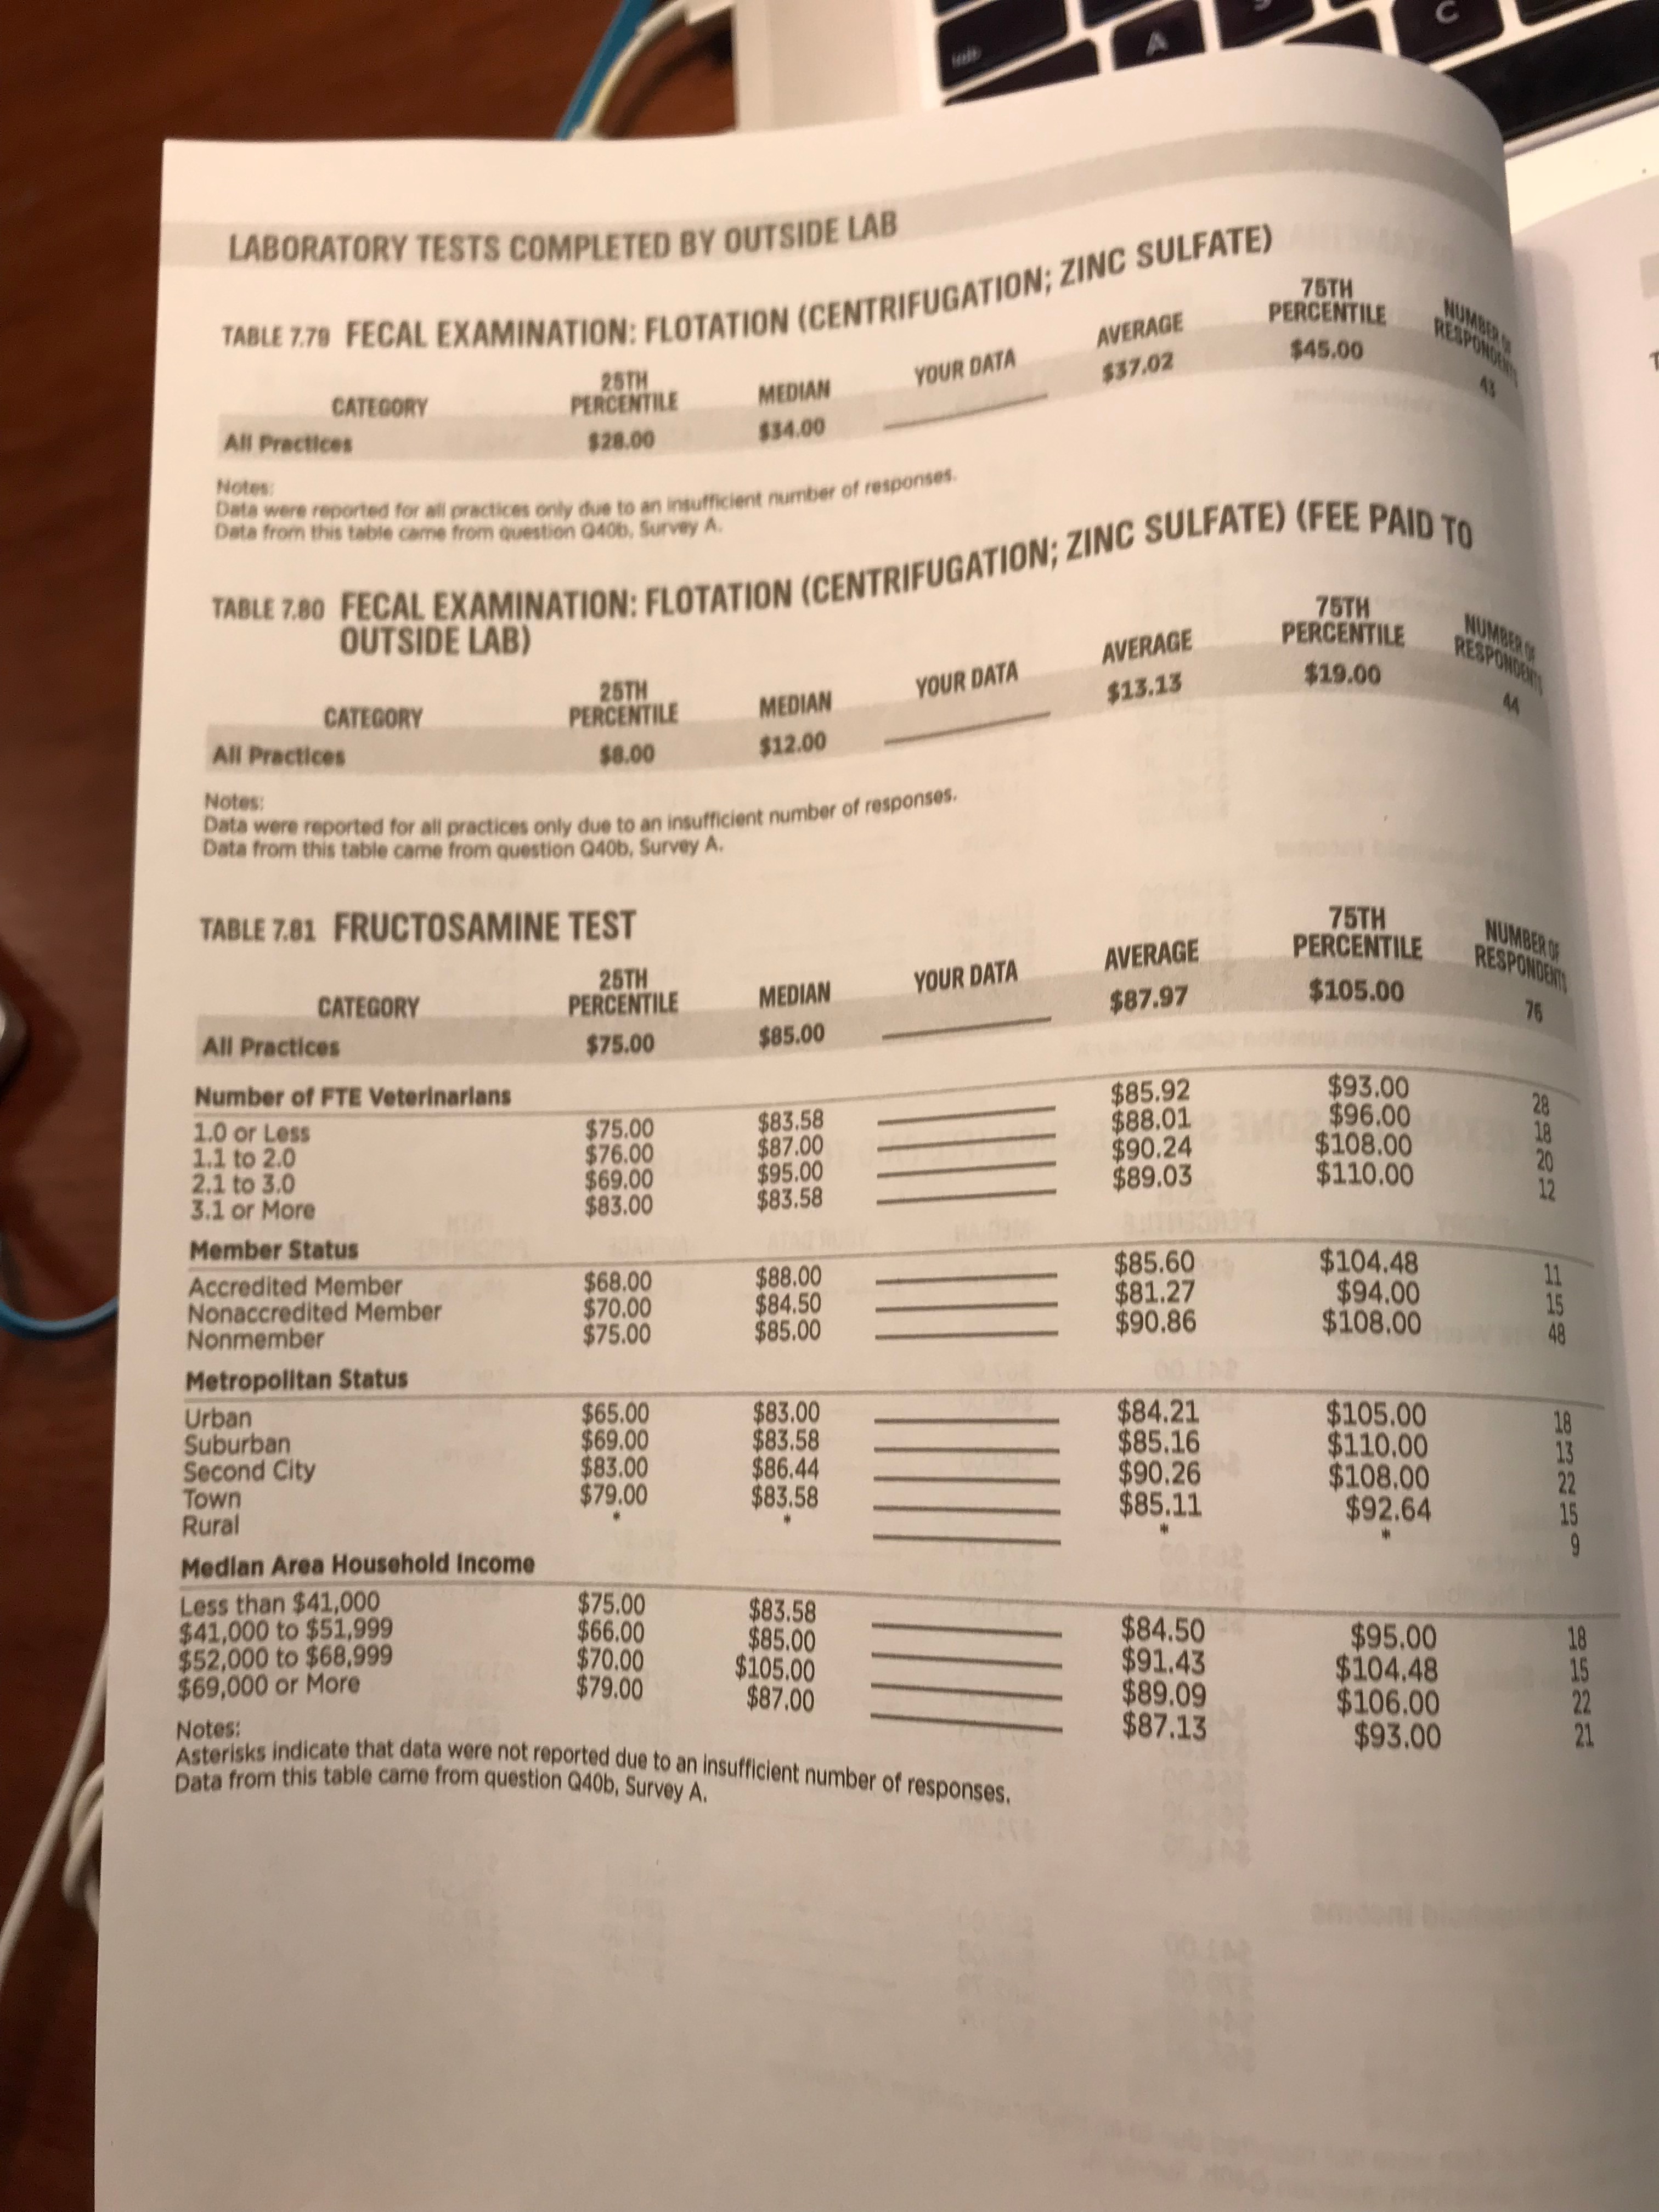 LABORATORY TESTS COMPLETED BY OUTSIDE LAB
TABLE 7.79 FECAL EXAMINATION: FLOTATION (CENTRIFUGATION; ZINC SULFATE)
CATEGORY 25TH PERCENTILE MEDIAN YOUR DATA AVERAGE 75TH PERCENTILE NUMBER OF RESPONDENTS
All Practices $28.00 $34.00 $37.02 $45.00 43
Notes:
Data were reported for all practices only due to an insufficient number of responses.
Data from this table came from question Q40b, Survey A.
TABLE 7.80 FECAL EXAMINATION: FLOTATION (CENTRIFUGATION; ZINC SULFATE) (FEE PAID TO
OUTSIDE LAB)
CATEGORY 25TH PERCENTILE MEDIAN YOUR DATA AVERAGE 75TH PERCENTILE NUMBER OF RESPONDENTS
All Practices $8.00 $12.00 $13.13 $19.00 44
Notes:
Data were reported for all practices only due to an insufficient number of responses.
Data from this table came from question Q40b, Survey A.
TABLE 7.81 FRUCTOSAMINE TEST
CATEGORY 25TH PERCENTILE MEDIAN YOUR DATA AVERAGE 75TH PERCENTILE NUMBER OF RESPONDENTS
All Practices $75.00 $85.00 $87.97 $105.00 76
Number of FTE Veterinarians
1.0 or Less $75.00 $83.58 $85.92 $93.00 28
1.1 to 2.0 $76.00 $87.00 $88.01 $96.00 18
2.1 to 3.0 $69.00 $95.00 $90.24 $108.00 20
3.1 or More $83.00 $83.58 $89.03 $110.00 12
Member Status
Accredited Member $68.00 $88.00 $85.60 $104.48 11
Nonaccredited Member $70.00 $84.50 $81.27 $94.00 15
Nonmember $75.00 $85.00 $90.86 $108.00 48
Metropolitan Status
Urban $65.00 $83.00 $84.21 $105.00 18
Suburban $69.00 $83.58 $85.16 $110.00 13
Second City $83.00 $86.44 $90.26 $108.00 22
Town $79.00 $83.58 $85.11 $92.64 15
Rural * * * * 9
Median Area Household Income
Less than $41,000 $75.00 $83.58 $84.50 $95.00 18
$41,000 to $51,999 $66.00 $85.00 $91.43 $104.48 15
$52,000 to $68,999 $70.00 $105.00 $89.09 $106.00 22
$69,000 or More $79.00 $87.00 $87.13 $93.00 21
Notes:
Asterisks indicate that data were not reported due to an insufficient number of responses.
Data from this table came from question Q40b, Survey A.
tab
A
C